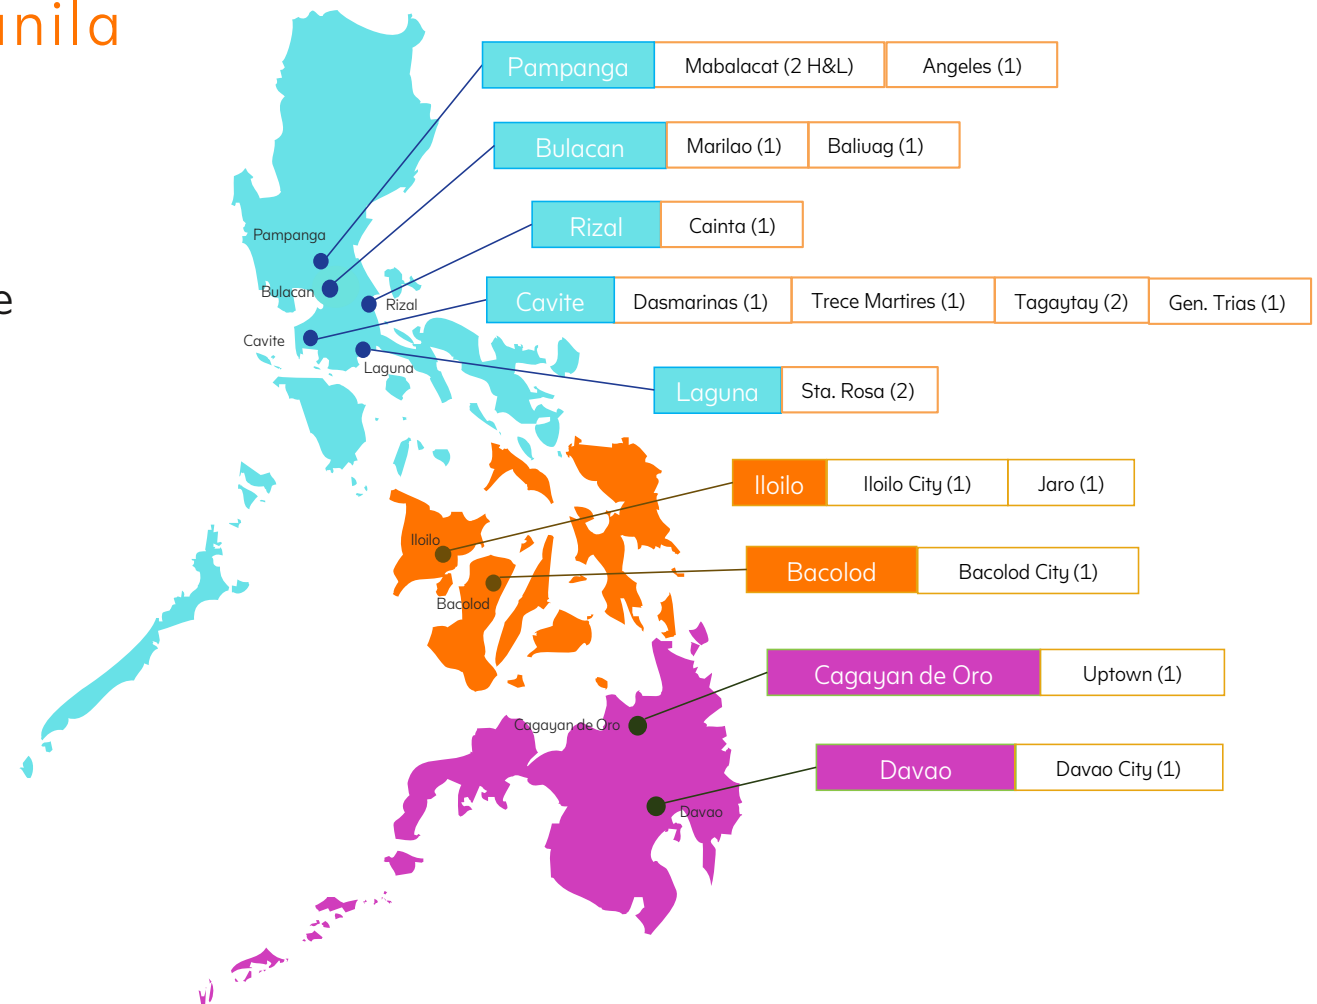 Pampanga Mabalacat (2 H&L) Angeles (1)
Bulacan Marilao (1) Baliuag (1)
Rizal Cainta (1)
Pampanga
Bulacan
Rizal
Cavite Dasmarinas (1) Trece Martires (1) Tagaytay (2) Gen. Trias (1)
Cavite
Laguna
Laguna Sta. Rosa (2)
Iloilo Iloilo City (1) Jaro (1)
Iloilo
Bacolod Bacolod City (1)
Bacolod
Cagayan de Oro Uptown (1)
Cagayan de Oro
Davao Davao City (1)
Davao